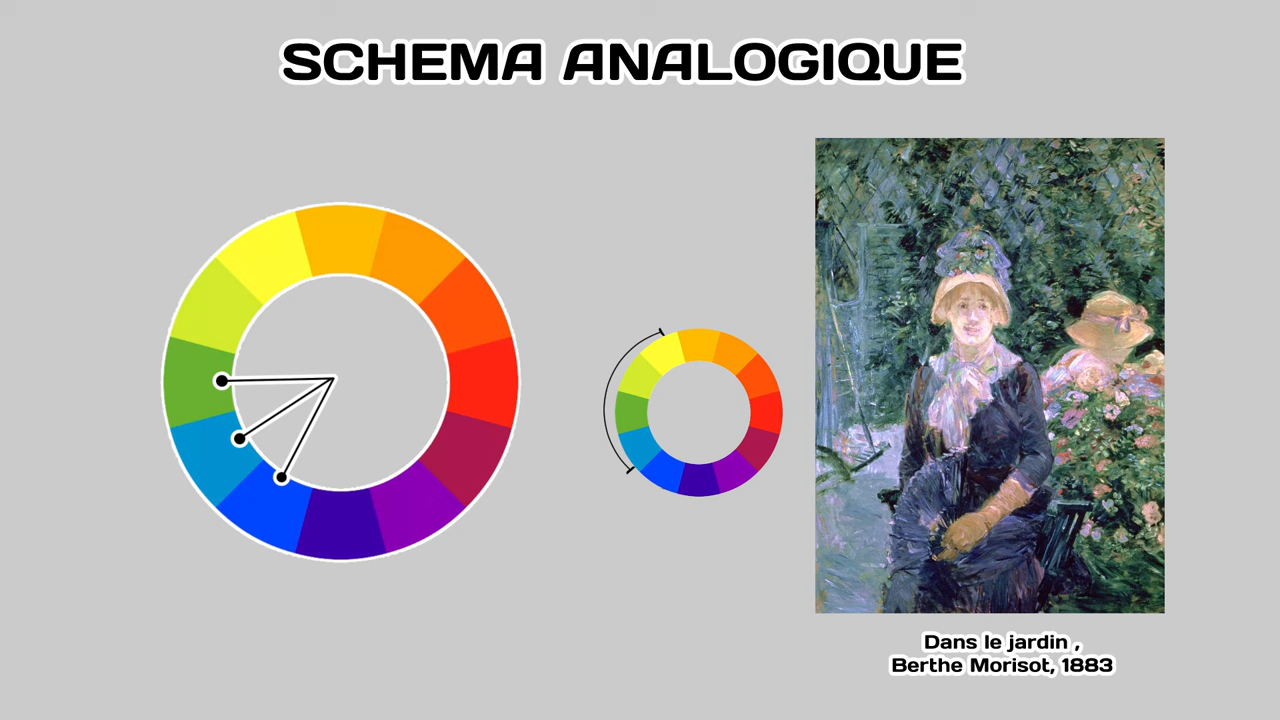 SCHEMA ANALOGIQUE
Dans le jardin ,
Berthe Morisot, 1883